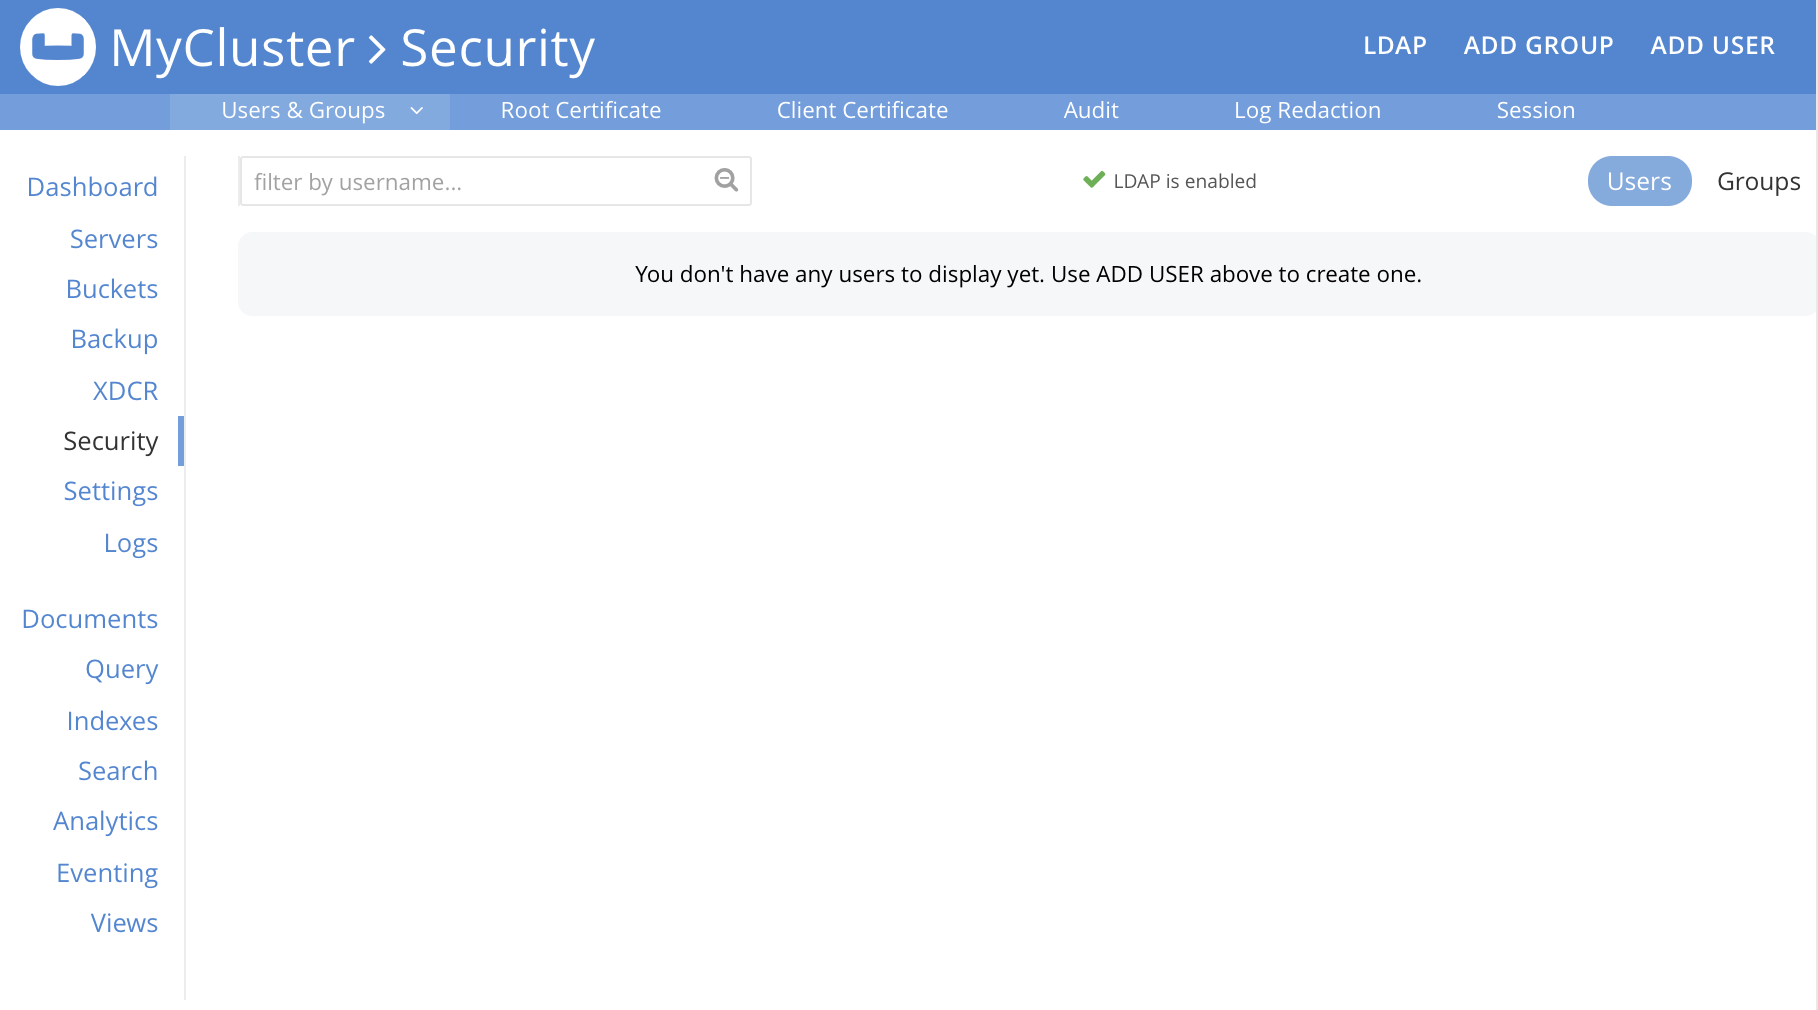 MyCluster > Security
LDAP
ADD GROUP
ADD USER
Users & Groups
Root Certificate
Client Certificate
Audit
Log Redaction
Session
Dashboard
Servers
Buckets
Backup
XDCR
Security
Settings
Logs
Documents
Query
Indexes
Search
Analytics
Eventing
Views
filter by username...
LDAP is enabled
Users
Groups
You don't have any users to display yet. Use ADD USER above to create one.